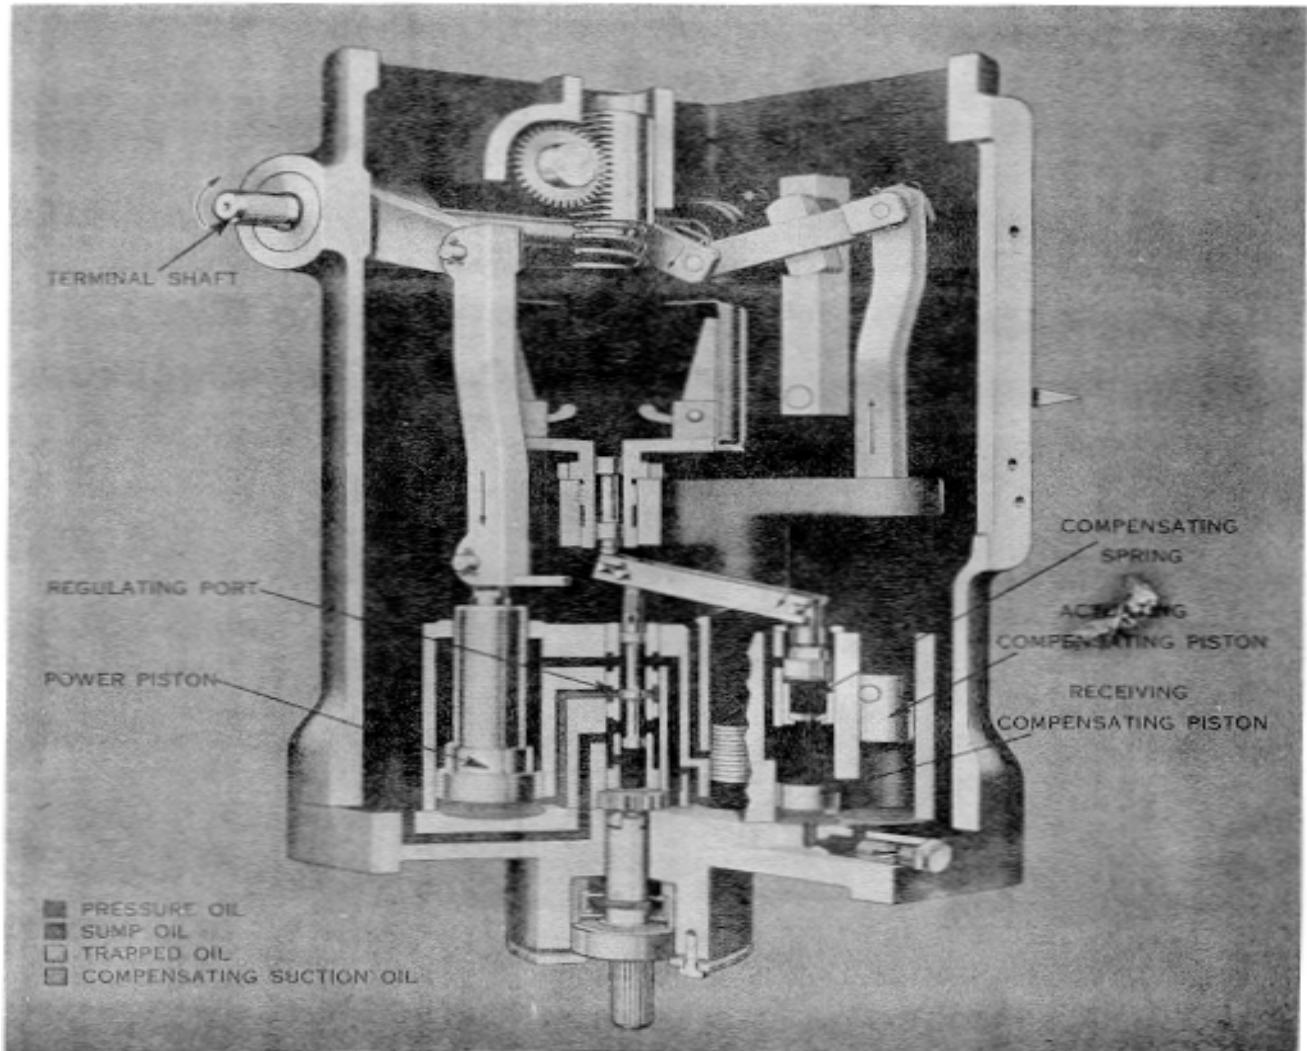 TERMINAL SHAFT
COMPENSATING
SPRING
REGULATING PORT
ACTUATING
COMPENSATING PISTON
POWER PISTON
RECEIVING
COMPENSATING PISTON
PRESSURE OIL
SUMP OIL
TRAPPED OIL
COMPENSATING SUCTION OIL